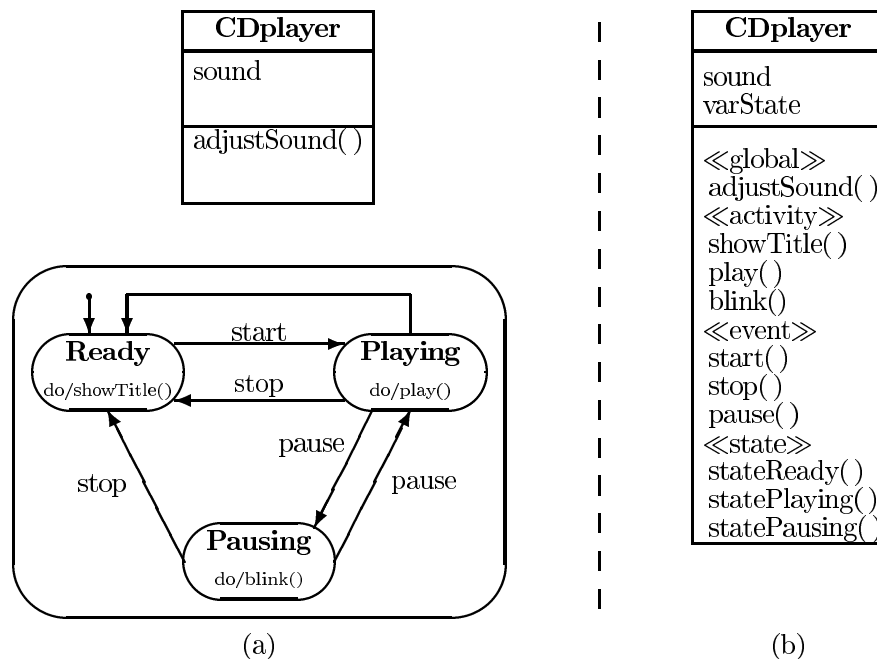 CDplayer
sound
adjustSound( )
Ready
do/showTitle()
start
stop
Playing
do/play()
pause
pause
stop
Pausing
do/blink()
(a)
CDplayer
sound
varState
≪global≫
adjustSound( )
≪activity≫
showTitle( )
play()
blink()
≪event≫
start()
stop()
pause( )
≪state≫
stateReady( )
statePlaying( )
statePausing( )
(b)